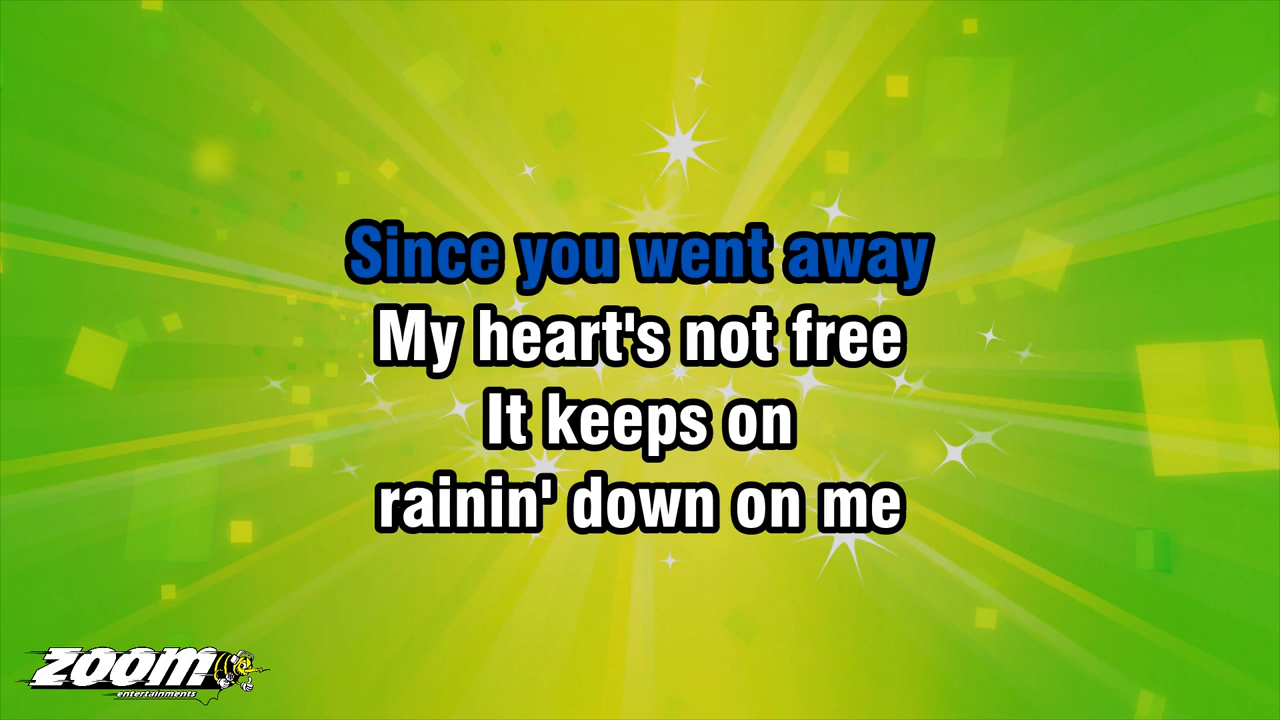 Since you went away
My heart's not free
It keeps on
rainin' down on me
zoom
entertainments